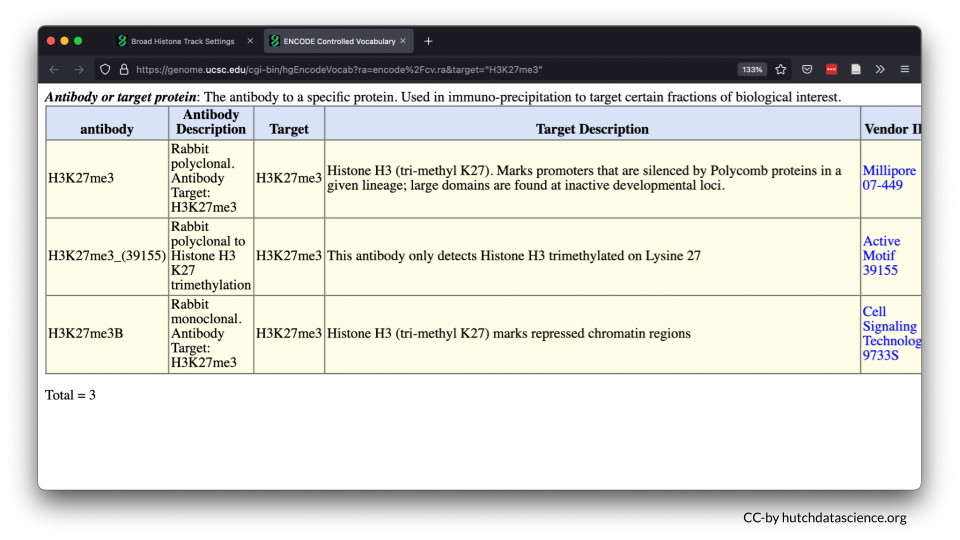 Broad Histone Track Settings
ENCODE Controlled Vocabulary
https://genome.ucsc.edu/cgi-bin/hgEncodeVocab?ra=encode%2Fcv.ra&target="H3K27me3"
133%
Antibody or target protein: The antibody to a specific protein. Used in immuno-precipitation to target certain fractions of biological interest.
antibody
Antibody
Description
Target
Target Description
Vendor ID
H3K27me3
Rabbit
polyclonal.
Antibody
Target:
H3K27me3
H3K27me3
Histone H3 (tri-methyl K27). Marks promoters that are silenced by Polycomb proteins in a
given lineage; large domains are found at inactive developmental loci.
Millipore
07-449
H3K27me3_(39155)
Rabbit
polyclonal to
Histone H3
K27
trimethylation
H3K27me3
This antibody only detects Histone H3 trimethylated on Lysine 27
Active
Motif
39155
H3K27me3B
Rabbit
monoclonal.
Antibody
Target:
H3K27me3
H3K27me3
Histone H3 (tri-methyl K27) marks repressed chromatin regions
Cell
Signaling
Technolog
9733S
Total = 3
CC-by hutchdatascience.org